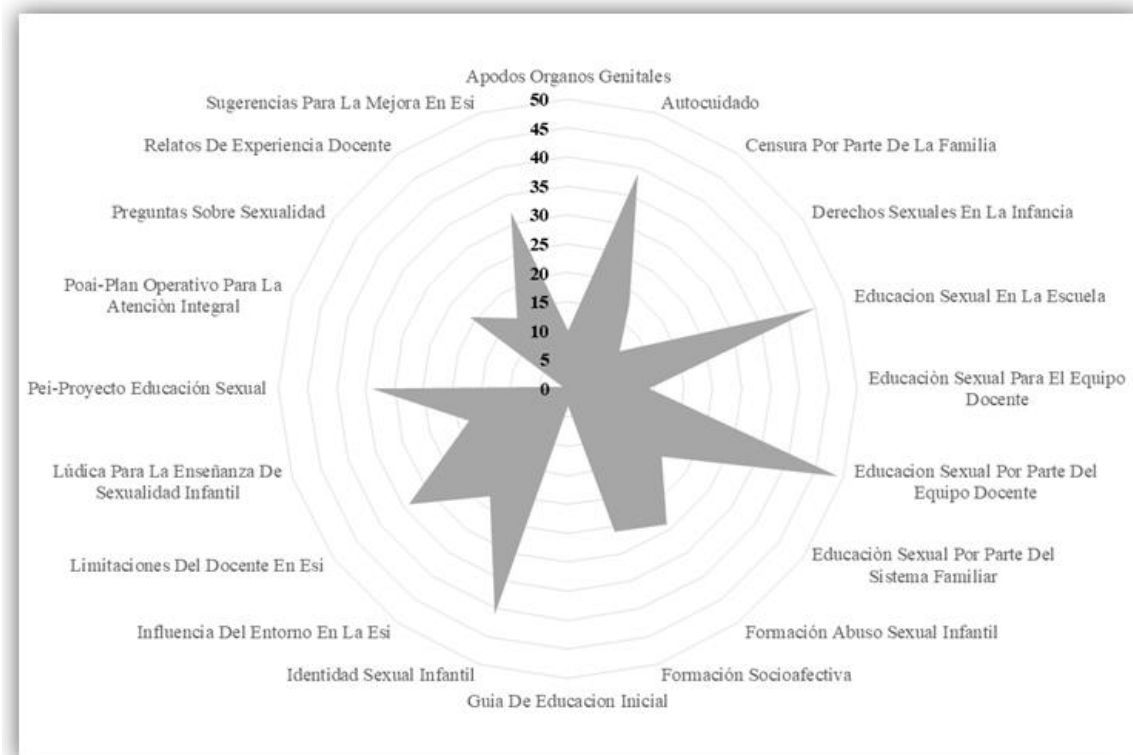 Apodos Organos Genitales
Autocuidado
Censura Por Parte De La Familia
Derechos Sexuales En La Infancia
Educacion Sexual En La Escuela
Educaciòn Sexual Para El Equipo
Docente
Educacion Sexual Por Parte Del
Equipo Docente
Educaciòn Sexual Por Parte Del
Sistema Familiar
Formación Abuso Sexual Infantil
Formación Socioafectiva
Guia De Educacion Inicial
Identidad Sexual Infantil
Influencia Del Entorno En La Esi
Limitaciones Del Docente En Esi
Lúdica Para La Enseñanza De
Sexualidad Infantil
Pei-Proyecto Educación Sexual
Poai-Plan Operativo Para La
Atenciòn Integral
Preguntas Sobre Sexualidad
Relatos De Experiencia Docente
Sugerencias Para La Mejora En Esi
50
45
40
35
30
25
20
15
10
5
0